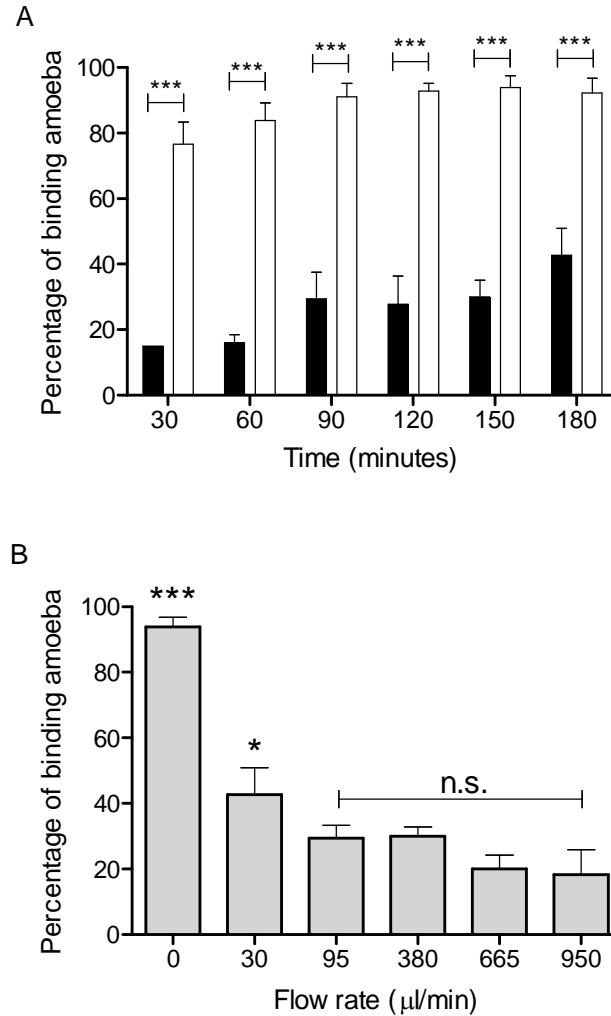 A
*** *** *** *** *** ***
100
80
60
40
20
0
Percentage of binding amoeba
30 60 90 120 150 180
Time (minutes)
B
***
*
n.s.
100
80
60
40
20
0
Percentage of binding amoeba
0 30 95 380 665 950
Flow rate (µl/min)